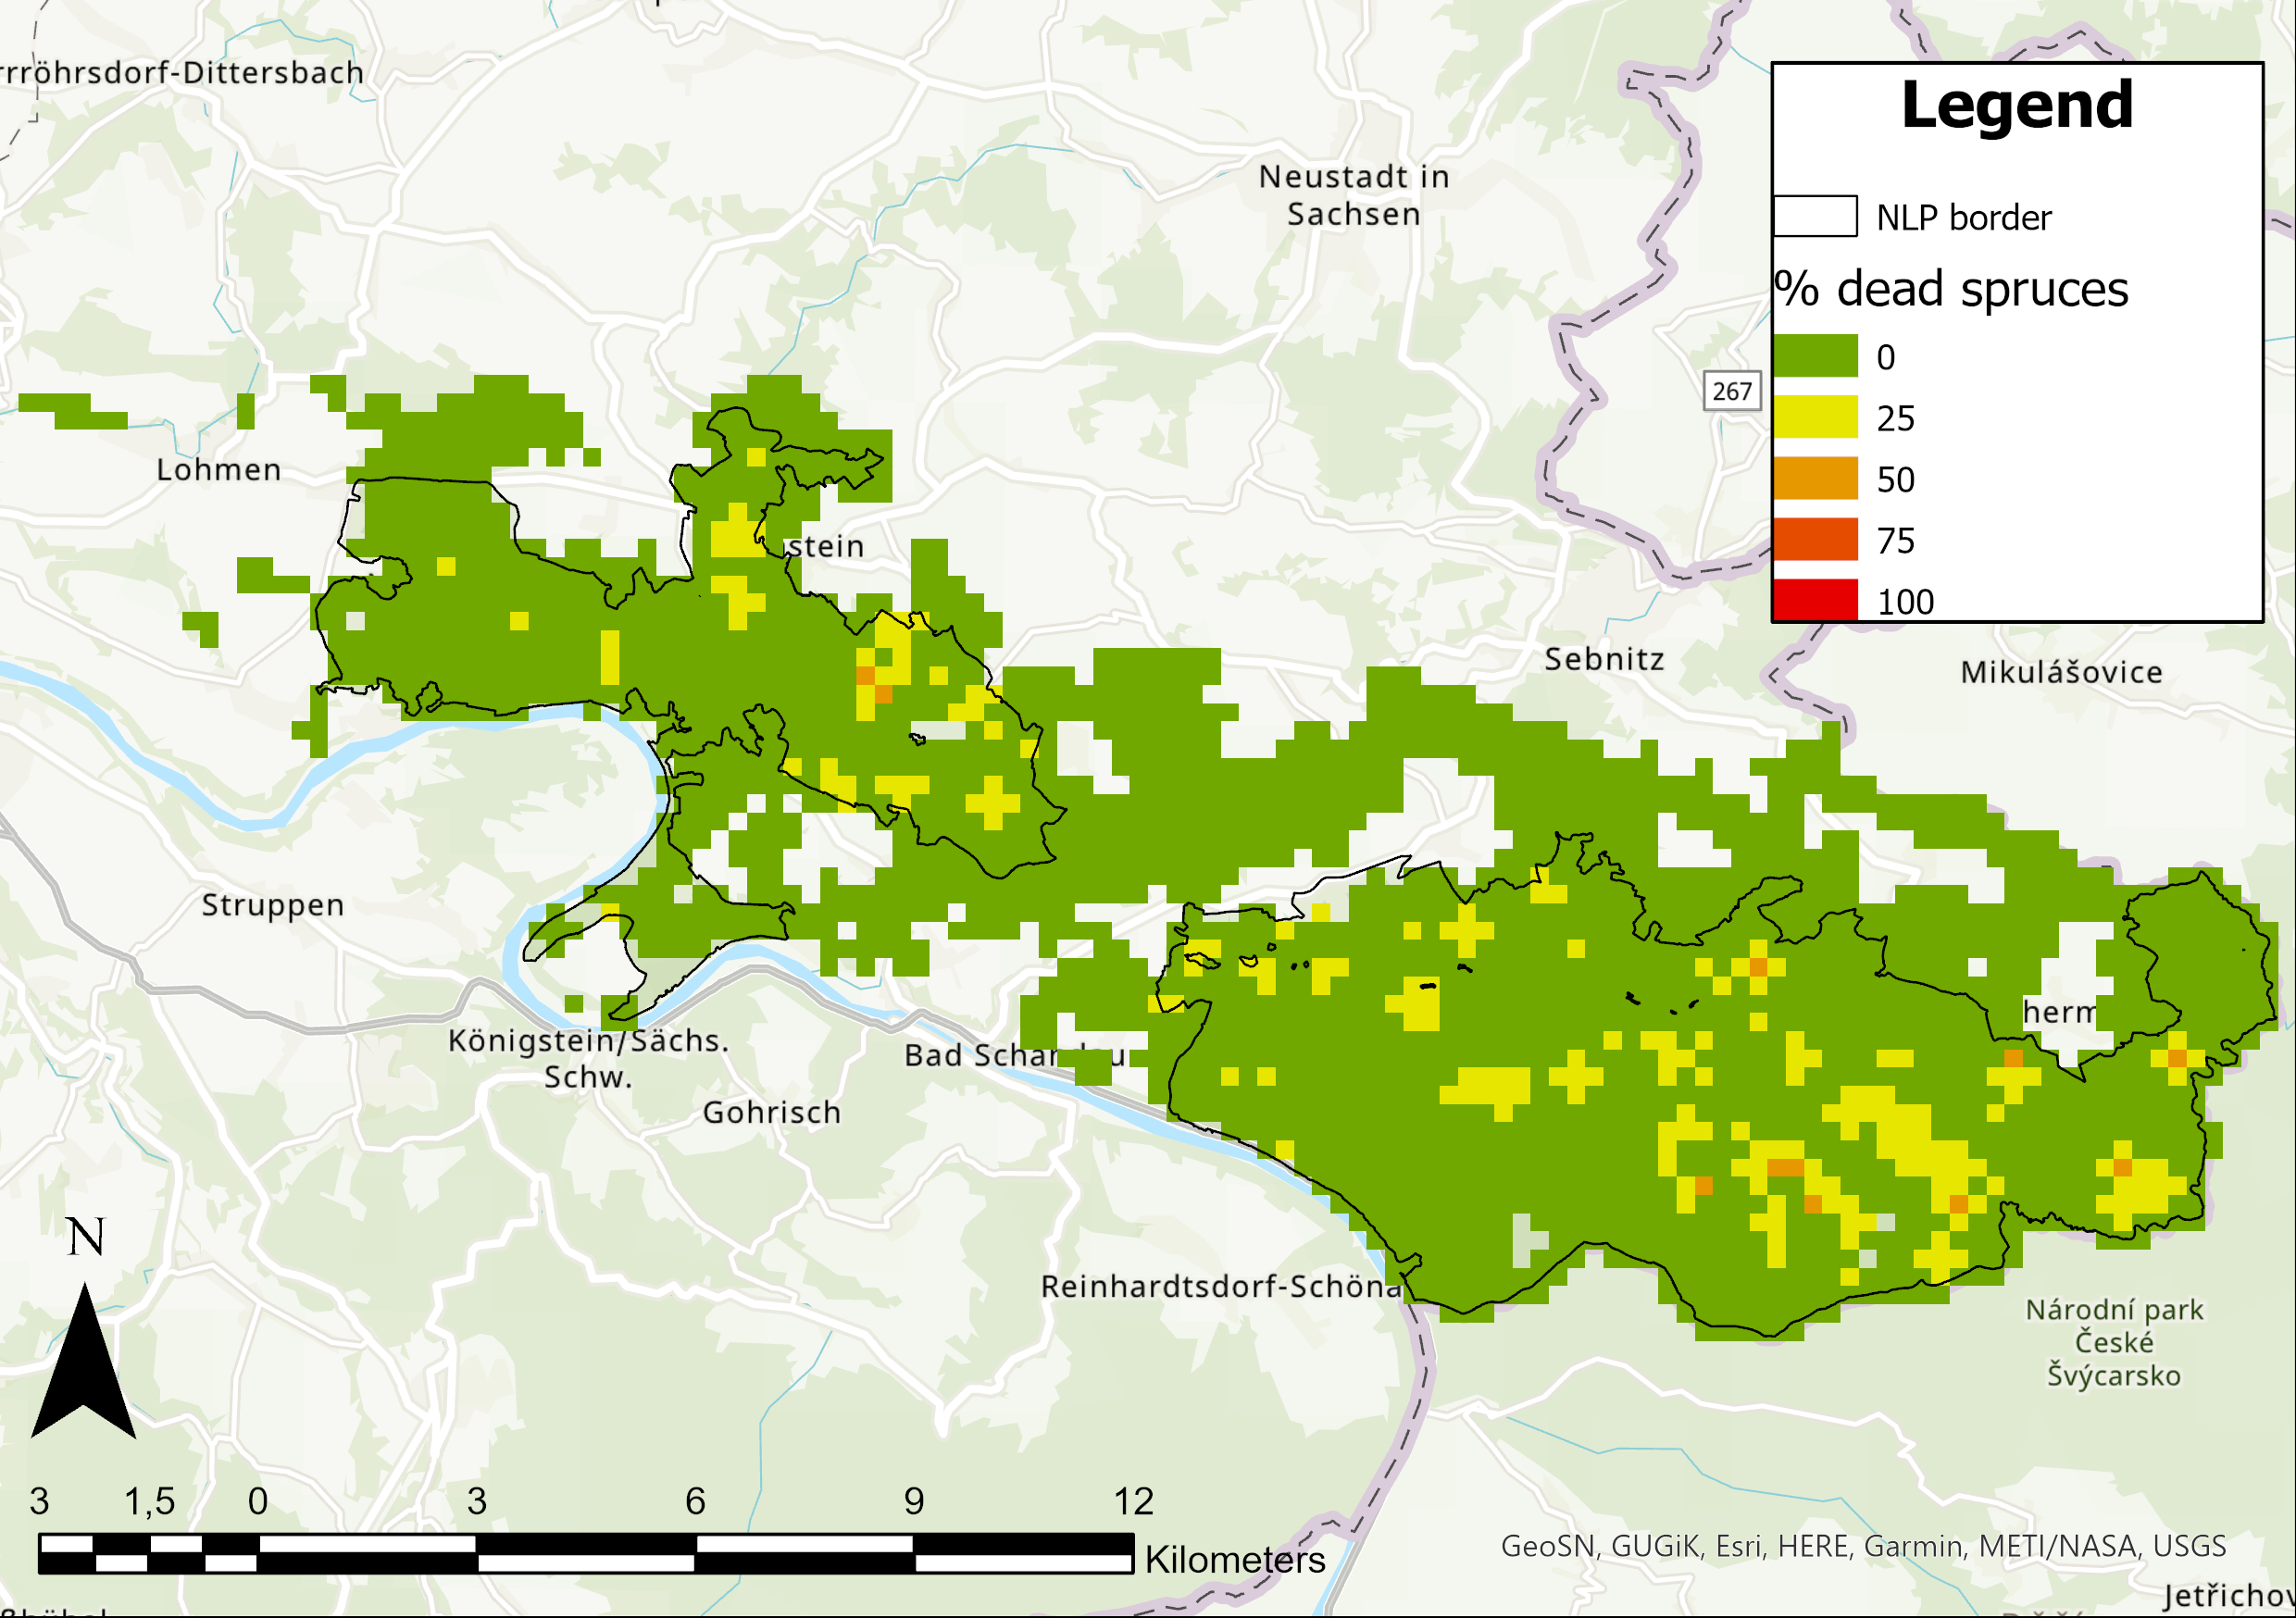 rröhrsdorf-Dittersbach
Legend
Neustadt in
Sachsen
NLP border
% dead spruces
0
267
25
Lohmen
50
stein
75
100
Sebnitz
Mikulášovice
Struppen
herm
Königstein/Sächs.
Schw.
Bad Schandau
Gohrisch
N
Reinhardtsdorf-Schöna
Národní park
České
Švýcarsko
3 1,5 0 3 6 9 12
Kilometers
GeoSN, GUGiK, Esri, HERE, Garmin, METI/NASA, USGS
Jetřichov